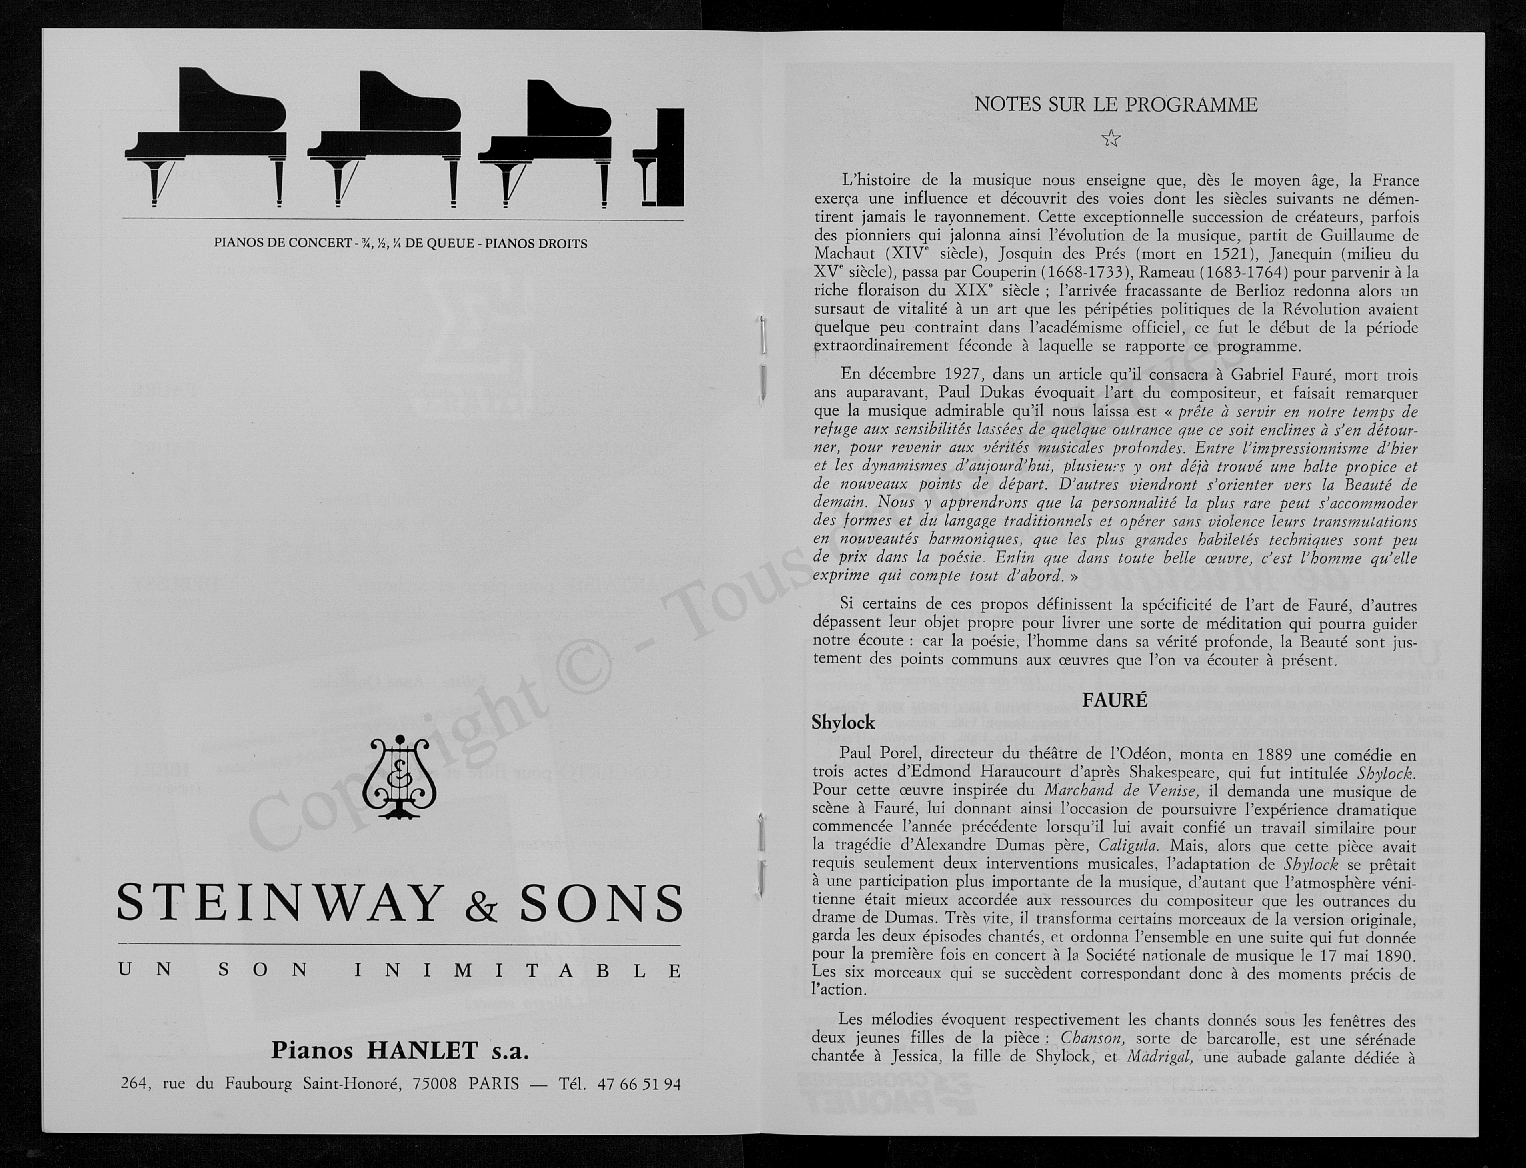 PIANOS DE CONCERT - ¾, ½, ¼ DE QUEUE - PIANOS DROITS
STEINWAY & SONS
UN SON INIMITABLE
Pianos HANLET s.a.
264, rue du Faubourg Saint-Honoré, 75008 PARIS — Tél. 47 66 51 94
NOTES SUR LE PROGRAMME
L'histoire de la musique nous enseigne que, dès le moyen âge, la France
exerça une influence et découvrit des voies dont les siècles suivants ne démen-
tirent jamais le rayonnement. Cette exceptionnelle succession de créateurs, parfois
des pionniers qui jalonna ainsi l'évolution de la musique, partit de Guillaume de
Machaut (XIVe siècle), Josquin des Prés (mort en 1521), Janequin (milieu du
XVe siècle), passa par Couperin (1668-1733), Rameau (1683-1764) pour parvenir à la
riche floraison du XIXe siècle ; l'arrivée fracassante de Berlioz redonna alors un
sursaut de vitalité à un art que les péripéties politiques de la Révolution avaient
quelque peu contraint dans l'académisme officiel, ce fut le début de la période
extraordinairement féconde à laquelle se rapporte ce programme.
En décembre 1927, dans un article qu'il consacra à Gabriel Fauré, mort trois
ans auparavant, Paul Dukas évoquait l'art du compositeur, et faisait remarquer
que la musique admirable qu'il nous laissa est « prête à servir en notre temps de
refuge aux sensibilités lassées de quelque outrance que ce soit enclines à s'en détour-
ner, pour revenir aux vérités musicales profondes. Entre l'impressionnisme d'hier
et les dynamismes d'aujourd'hui, plusieurs y ont déjà trouvé une halte propice et
de nouveaux points de départ. D'autres viendront s'orienter vers la Beauté de
demain. Nous y apprendrons que la personnalité la plus rare peut s'accommoder
des formes et du langage traditionnels et opérer sans violence leurs transmutations
en nouveautés harmoniques, que les plus grandes habiletés techniques sont peu
de prix dans la poésie. Enfin que dans toute belle œuvre, c'est l'homme qu'elle
exprime qui compte tout d'abord. »
Si certains de ces propos définissent la spécificité de l'art de Fauré, d'autres
dépassent leur objet propre pour livrer une sorte de méditation qui pourra guider
notre écoute : car la poésie, l'homme dans sa vérité profonde, la Beauté sont jus-
tement des points communs aux œuvres que l'on va écouter à présent.
FAURÉ
Shylock
Paul Porel, directeur du théâtre de l'Odéon, monta en 1889 une comédie en
trois actes d'Edmond Haraucourt d'après Shakespeare, qui fut intitulée Shylock.
Pour cette œuvre inspirée du Marchand de Venise, il demanda une musique de
scène à Fauré, lui donnant ainsi l'occasion de poursuivre l'expérience dramatique
commencée l'année précédente lorsqu'il lui avait confié un travail similaire pour
la tragédie d'Alexandre Dumas père, Caligula. Mais, alors que cette pièce avait
requis seulement deux interventions musicales, l'adaptation de Shylock se prêtait
à une participation plus importante de la musique, d'autant que l'atmosphère véni-
tienne était mieux accordée aux ressources du compositeur que les outrances du
drame de Dumas. Très vite, il transforma certains morceaux de la version originale,
garda les deux épisodes chantés, et ordonna l'ensemble en une suite qui fut donnée
pour la première fois en concert à la Société nationale de musique le 17 mai 1890.
Les six morceaux qui se succèdent correspondant donc à des moments précis de
l'action.
Les mélodies évoquent respectivement les chants donnés sous les fenêtres des
deux jeunes filles de la pièce : Chanson, sorte de barcarolle, est une sérénade
chantée à Jessica, la fille de Shylock, et Madrigal, une aubade galante dédiée à
Copyright © - Tous droits réservés